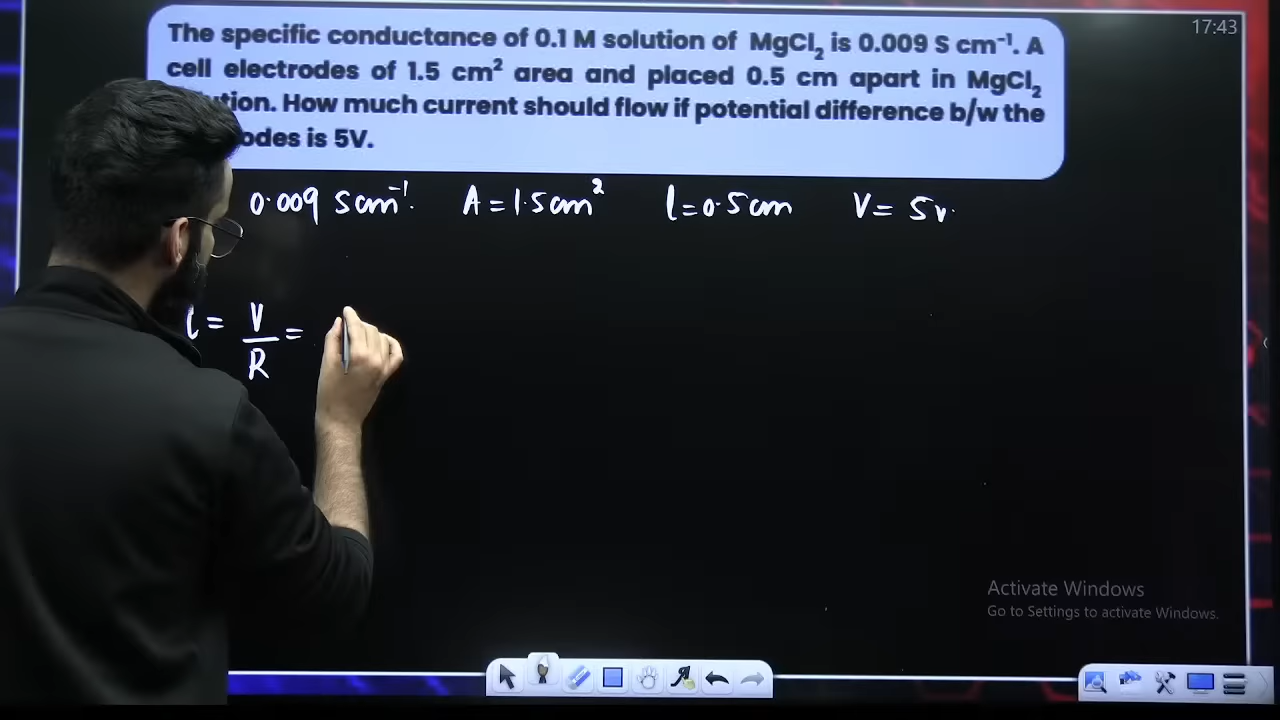 17:43
The specific conductance of 0.1 M solution of MgCl₂ is 0.009 S cm⁻¹. A
cell electrodes of 1.5 cm² area and placed 0.5 cm apart in MgCl₂
How much current should flow if potential difference b/w the
is 5V.
0.009 S cm⁻¹. A = 1.5 cm² l = 0.5 cm V = 5v.
i = V/R =
Activate Windows
Go to Settings to activate Windows.